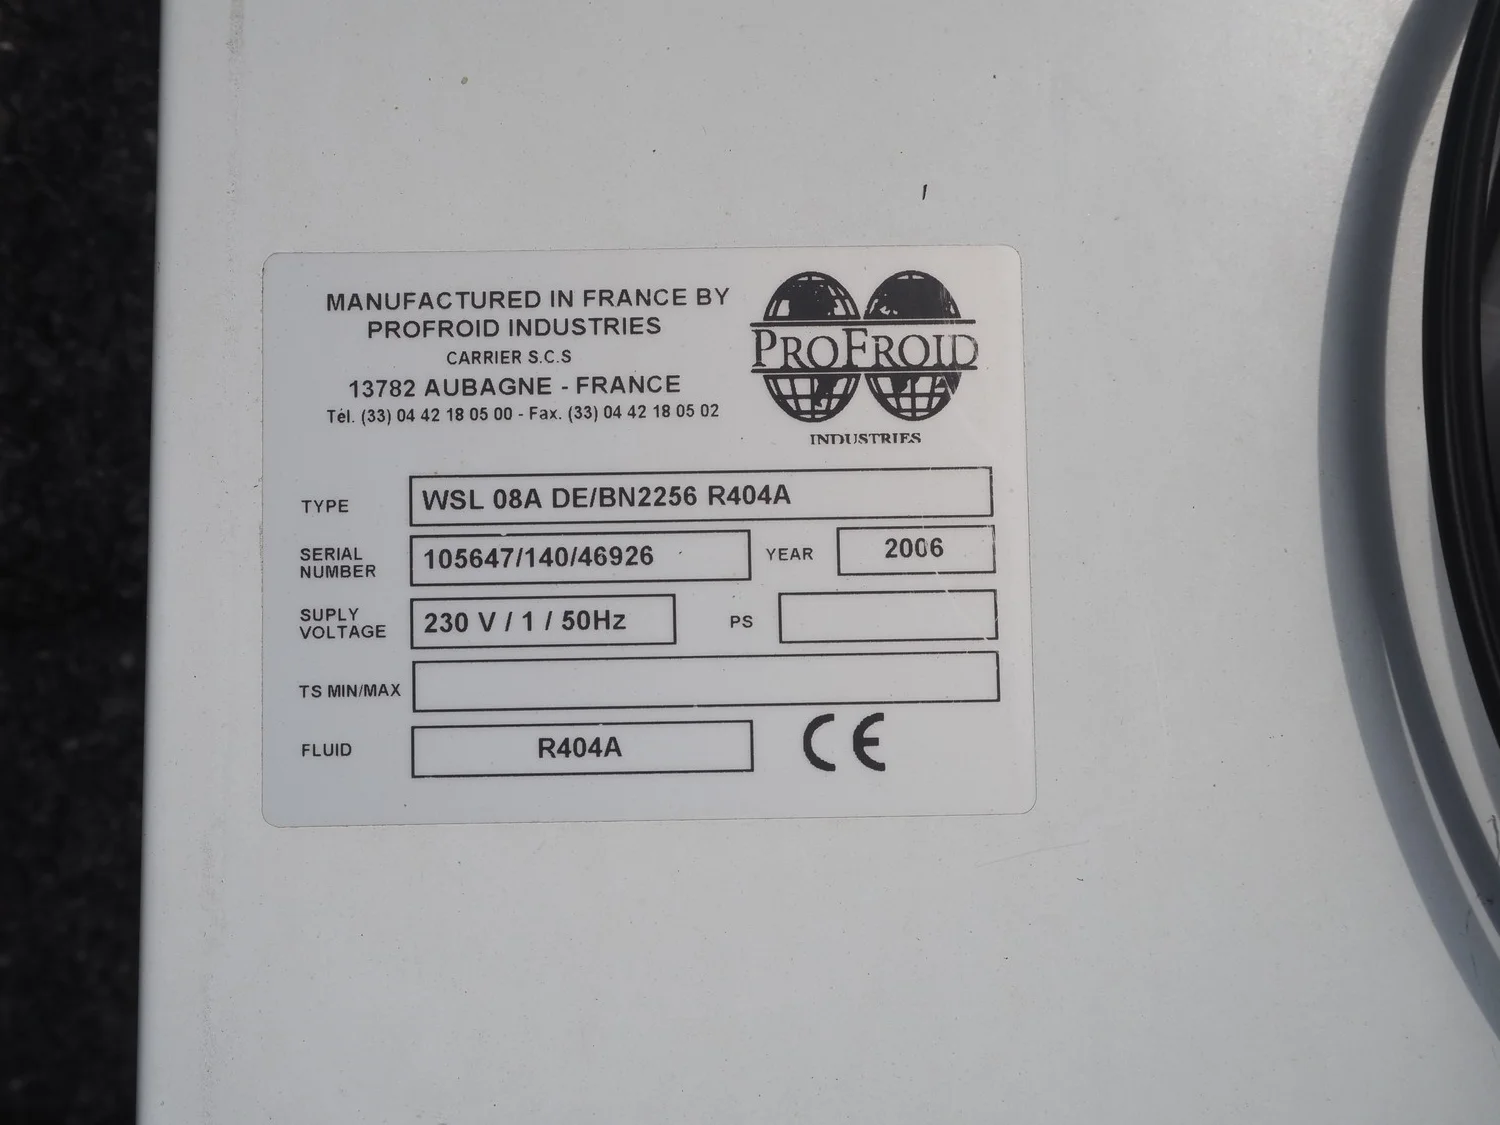 MANUFACTURED IN FRANCE BY
PROFROID INDUSTRIES
CARRIER S.C.S
13782 AUBAGNE - FRANCE
Tél. (33) 04 42 18 05 00 - Fax. (33) 04 42 18 05 02
PROFROID
INDUSTRIES
TYPE WSL 08A DE/BN2256 R404A
SERIAL NUMBER 105647/140/46926 YEAR 2006
SUPLY VOLTAGE 230 V / 1 / 50Hz PS
TS MIN/MAX
FLUID R404A CE